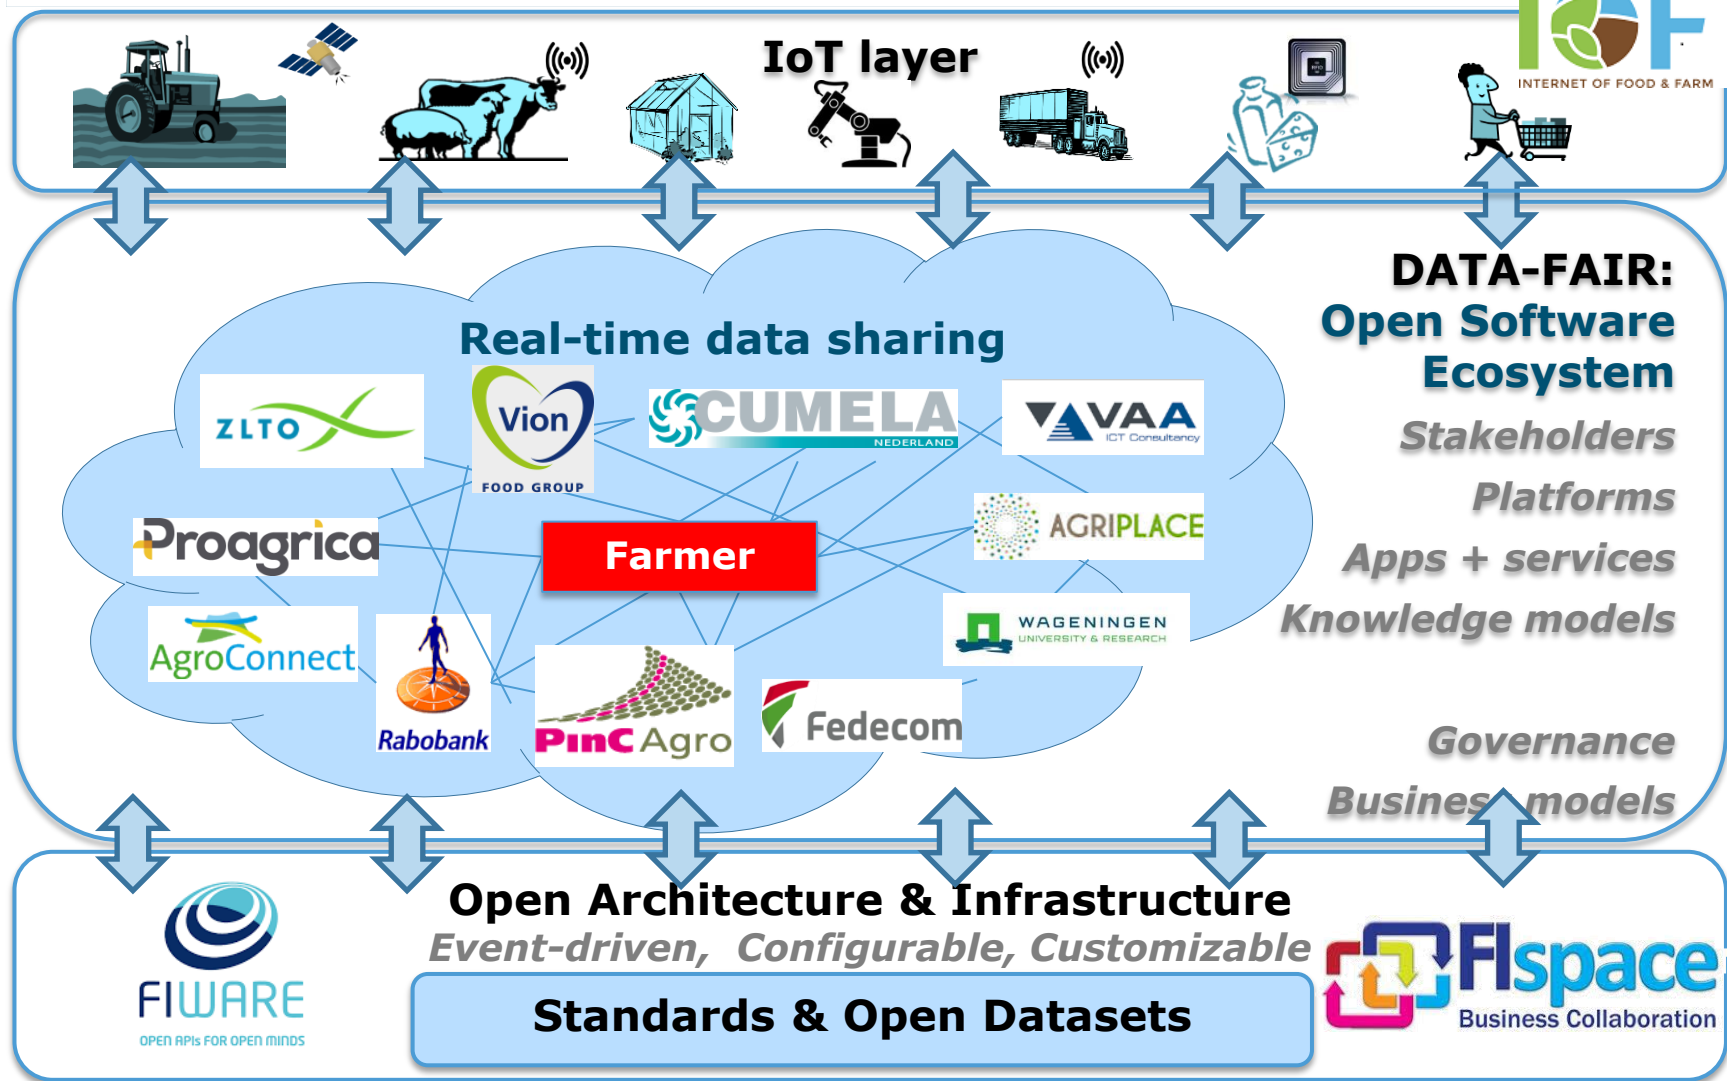 IoT layer
IOF
INTERNET OF FOOD & FARM
DATA-FAIR:
Open Software
Ecosystem
Stakeholders
Platforms
Apps + services
Knowledge models
Governance
Business models
Real-time data sharing
ZLTO
Vion
FOOD GROUP
CUMELA
NEDERLAND
VAA
ICT Consultancy
Proagrica
Farmer
AGRIPLACE
AgroConnect
Rabobank
PinC Agro
Fedecom
WAGENINGEN
UNIVERSITY & RESEARCH
Open Architecture & Infrastructure
Event-driven, Configurable, Customizable
Standards & Open Datasets
FIWARE
OPEN APIs FOR OPEN MINDS
FIspace
Business Collaboration